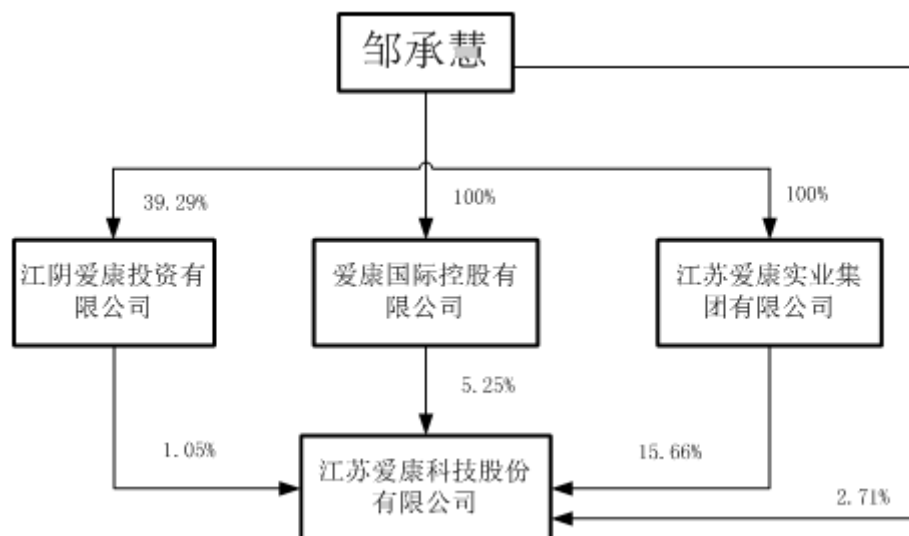 邹承慧
39.29%
100%
100%
江阴爱康投资有
限公司
爱康国际控股有
限公司
江苏爱康实业集
团有限公司
5.25%
1.05%
15.66%
江苏爱康科技股份
有限公司
2.71%